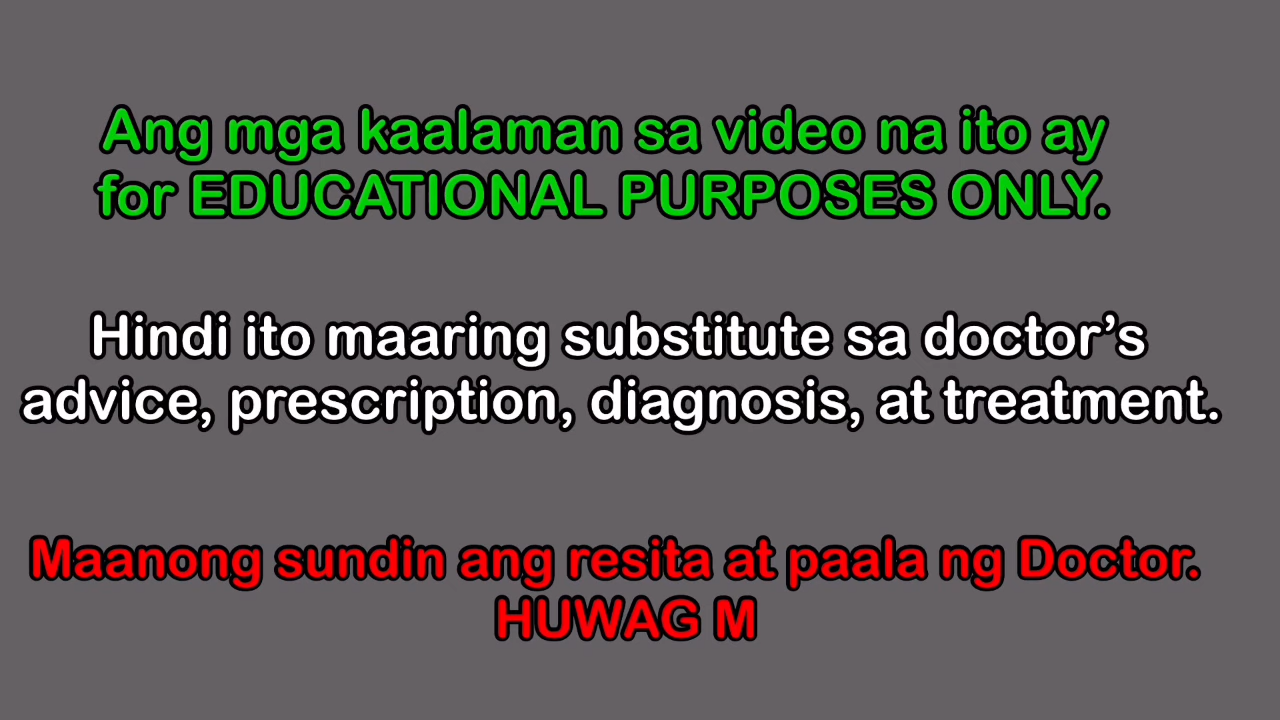 Ang mga kaalaman sa video na ito ay
for EDUCATIONAL PURPOSES ONLY.
Hindi ito maaring substitute sa doctor’s
advice, prescription, diagnosis, at treatment.
Maanong sundin ang resita at paala ng Doctor.
HUWAG M